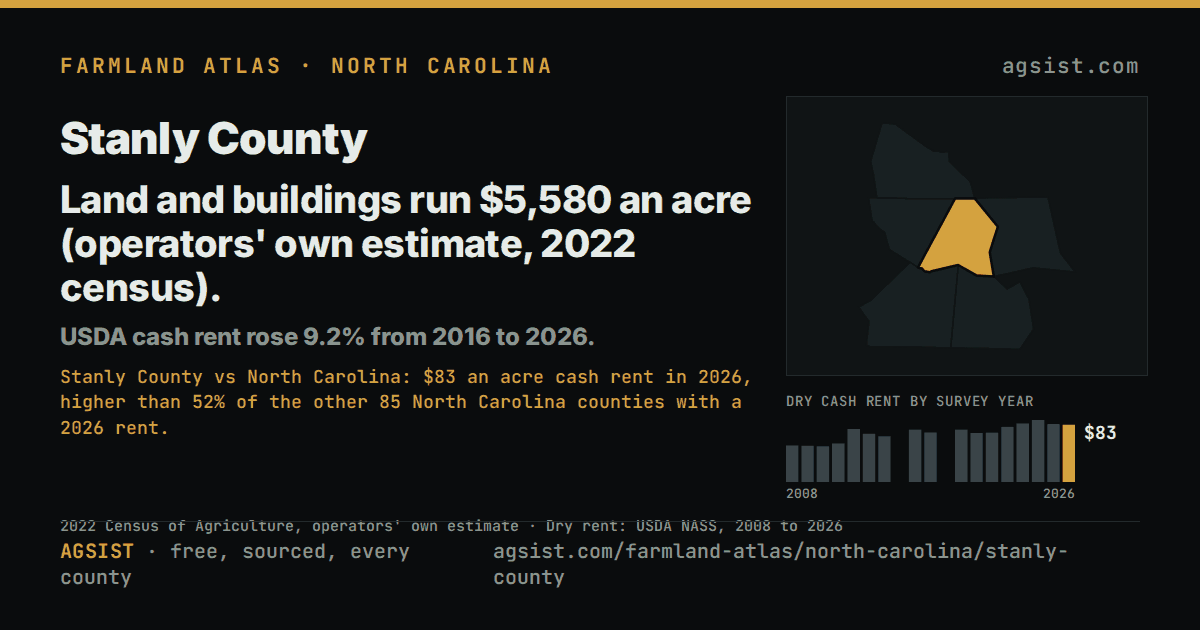 FARMLAND ATLAS · NORTH CAROLINA
agsist.com
Stanly County
Land and buildings run $5,580 an acre
(operators' own estimate, 2022
census).
USDA cash rent rose 9.2% from 2016 to 2026.
Stanly County vs North Carolina: $83 an acre cash rent in 2026,
higher than 52% of the other 85 North Carolina counties with a
2026 rent.
DRY CASH RENT BY SURVEY YEAR
$83
2008
2026
2022 Census of Agriculture, operators' own estimate · Dry rent: USDA NASS, 2008 to 2026
AGSIST · free, sourced, every
county
agsist.com/farmland-atlas/north-carolina/stanly-
county